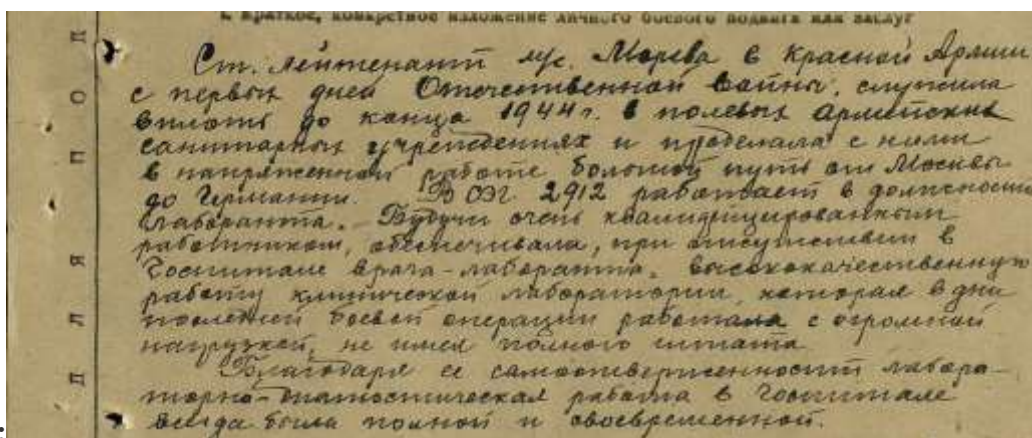 I. Краткое, конкретное изложение личного боевого подвига или заслуг
Ст. лейтенант м/с. Марева в Красной Армии
с первых дней Отечественной войны, служила
вплоть до конца 1944 г. в полевых армейских
санитарных учреждениях и проделала с ними
в напряженной работе большой путь от Москвы
до Германии. В ЭГ 2912 работает в должности
лаборанта. Будучи очень квалифицированным
работником, обеспечивала, при отсутствии в
Госпитале врача-лаборанта, высококачественную
работу клинической лаборатории, которая в дни
последней боевой операции работала с огромной
нагрузкой, не имея полного штата.
Благодаря ее самоотверженности лабора-
торно-диагностическая работа в Госпитале
всегда была полной и своевременной.
Д Л Я П О Д